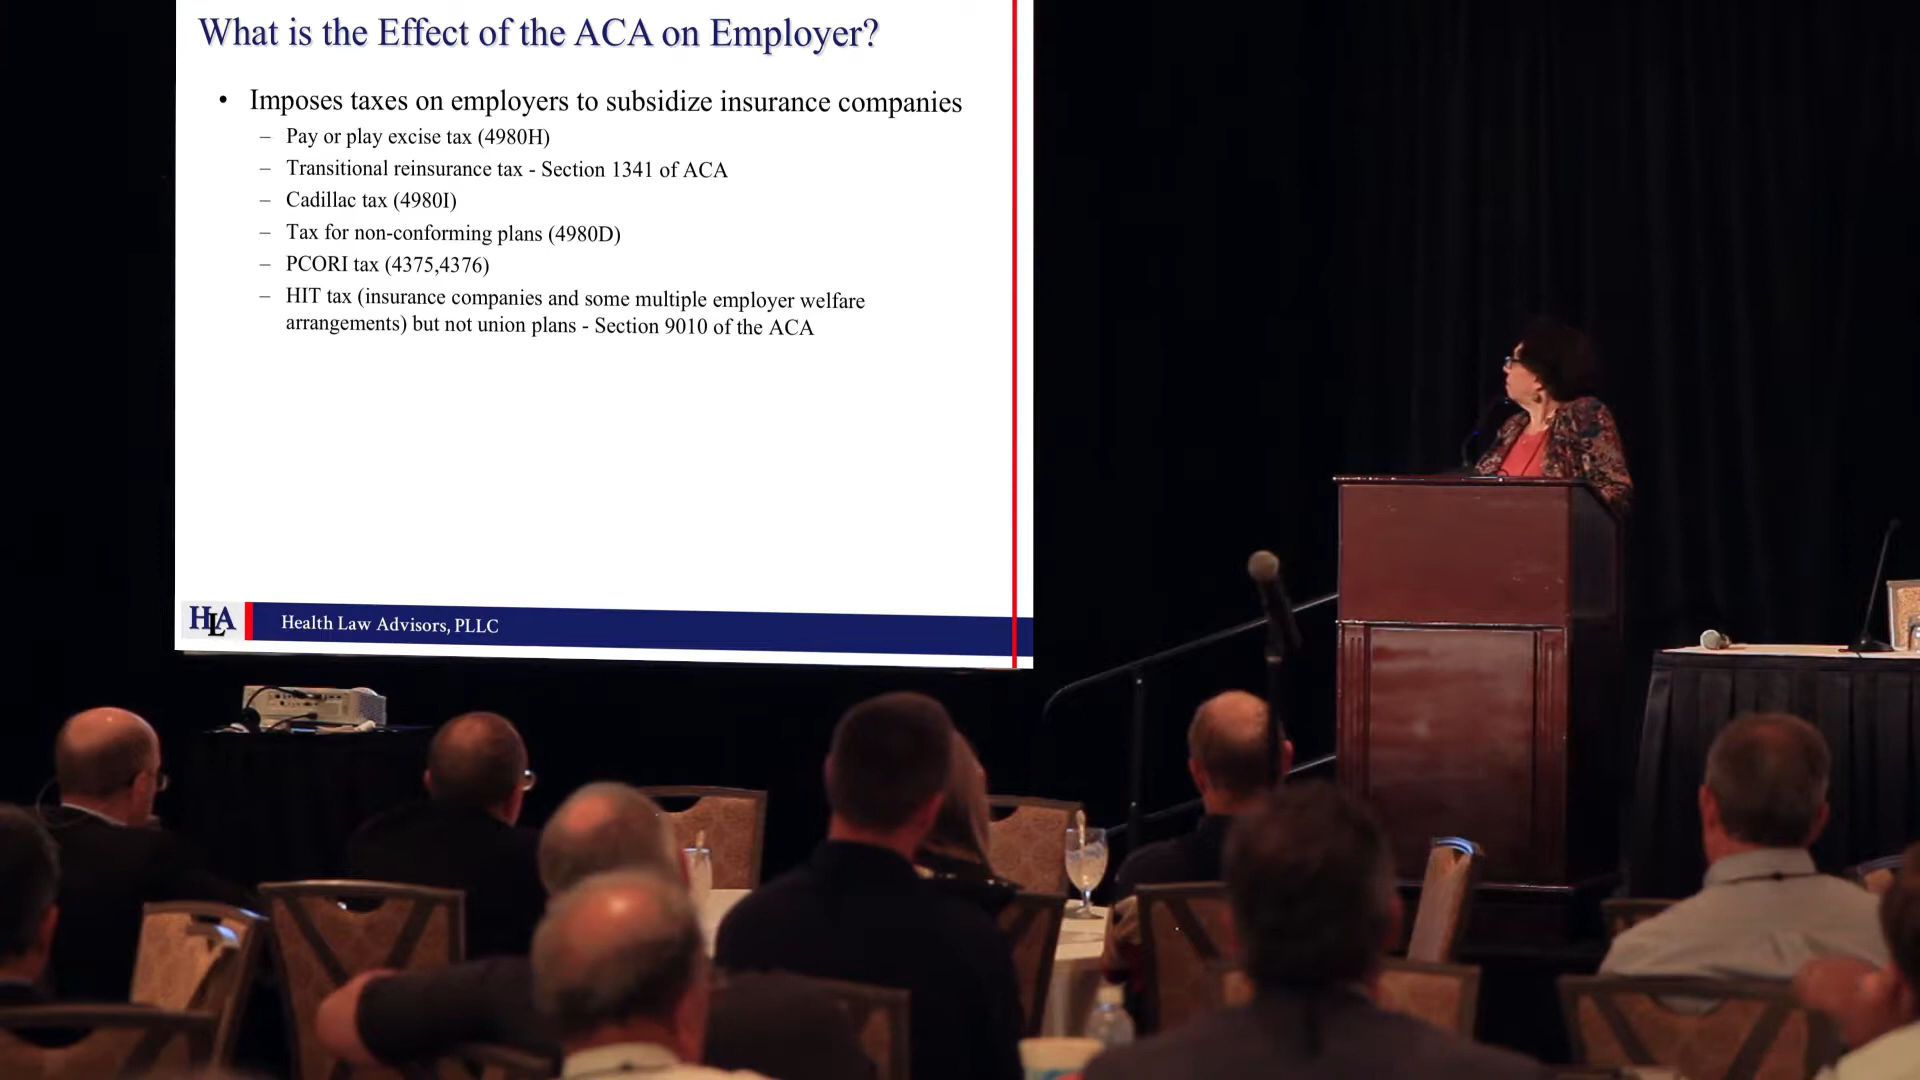 What is the Effect of the ACA on Employer?
• Imposes taxes on employers to subsidize insurance companies
– Pay or play excise tax (4980H)
– Transitional reinsurance tax - Section 1341 of ACA
– Cadillac tax (4980I)
– Tax for non-conforming plans (4980D)
– PCORI tax (4375,4376)
– HIT tax (insurance companies and some multiple employer welfare
arrangements) but not union plans - Section 9010 of the ACA
HLA
Health Law Advisors, PLLC